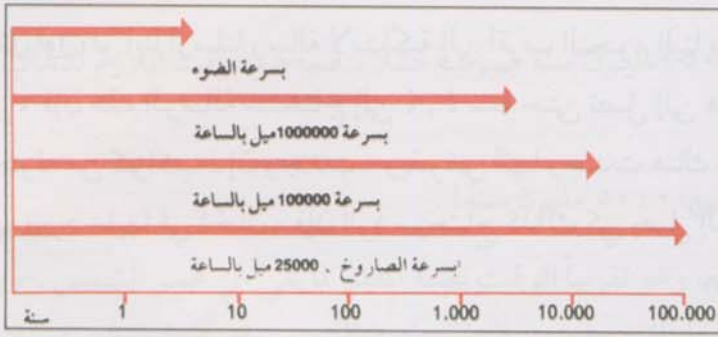 بسرعة الضوء
بسرعة 1000000 ميل بالساعة
بسرعة 100000 ميل بالساعة
بسرعة الصاروخ ، 25000 ميل بالساعة
سنة 1 10 100 1.000 10.000 100.000